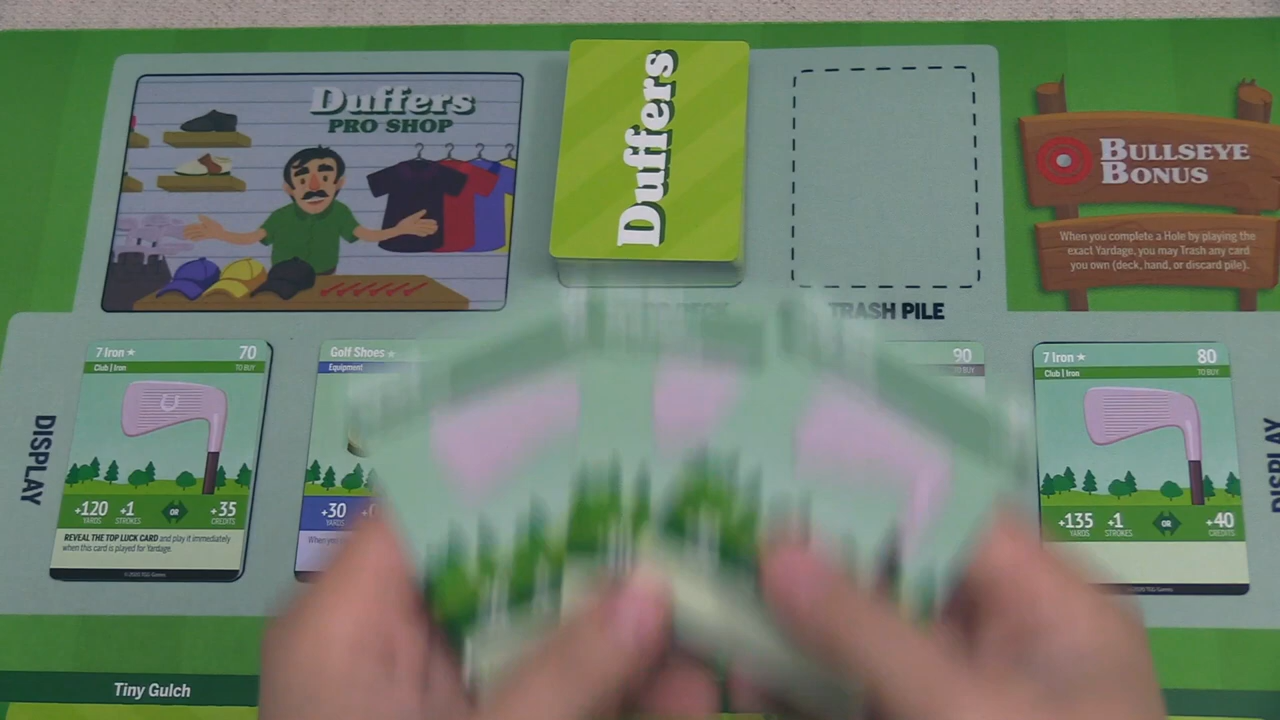 Duffers
PRO SHOP
Duffers
BULLSEYE
BONUS
When you complete a Hole by playing the
exact Yardage, you may Trash any card
you own (deck, hand, or discard pile).
TRASH PILE
DISPLAY
7 Iron ★ 70
Club | Iron TO BUY
+120 +1 OR +35
YARDS STROKES CREDITS
REVEAL THE TOP LUCK CARD and play it immediately
when this card is played for Yardage.
Golf Shoes ★
Equipment
+30
YARDS
When
90
TO BUY
7 Iron ★ 80
Club | Iron TO BUY
+135 +1 OR +40
YARDS STROKES CREDITS
DISPLAY
Tiny Gulch